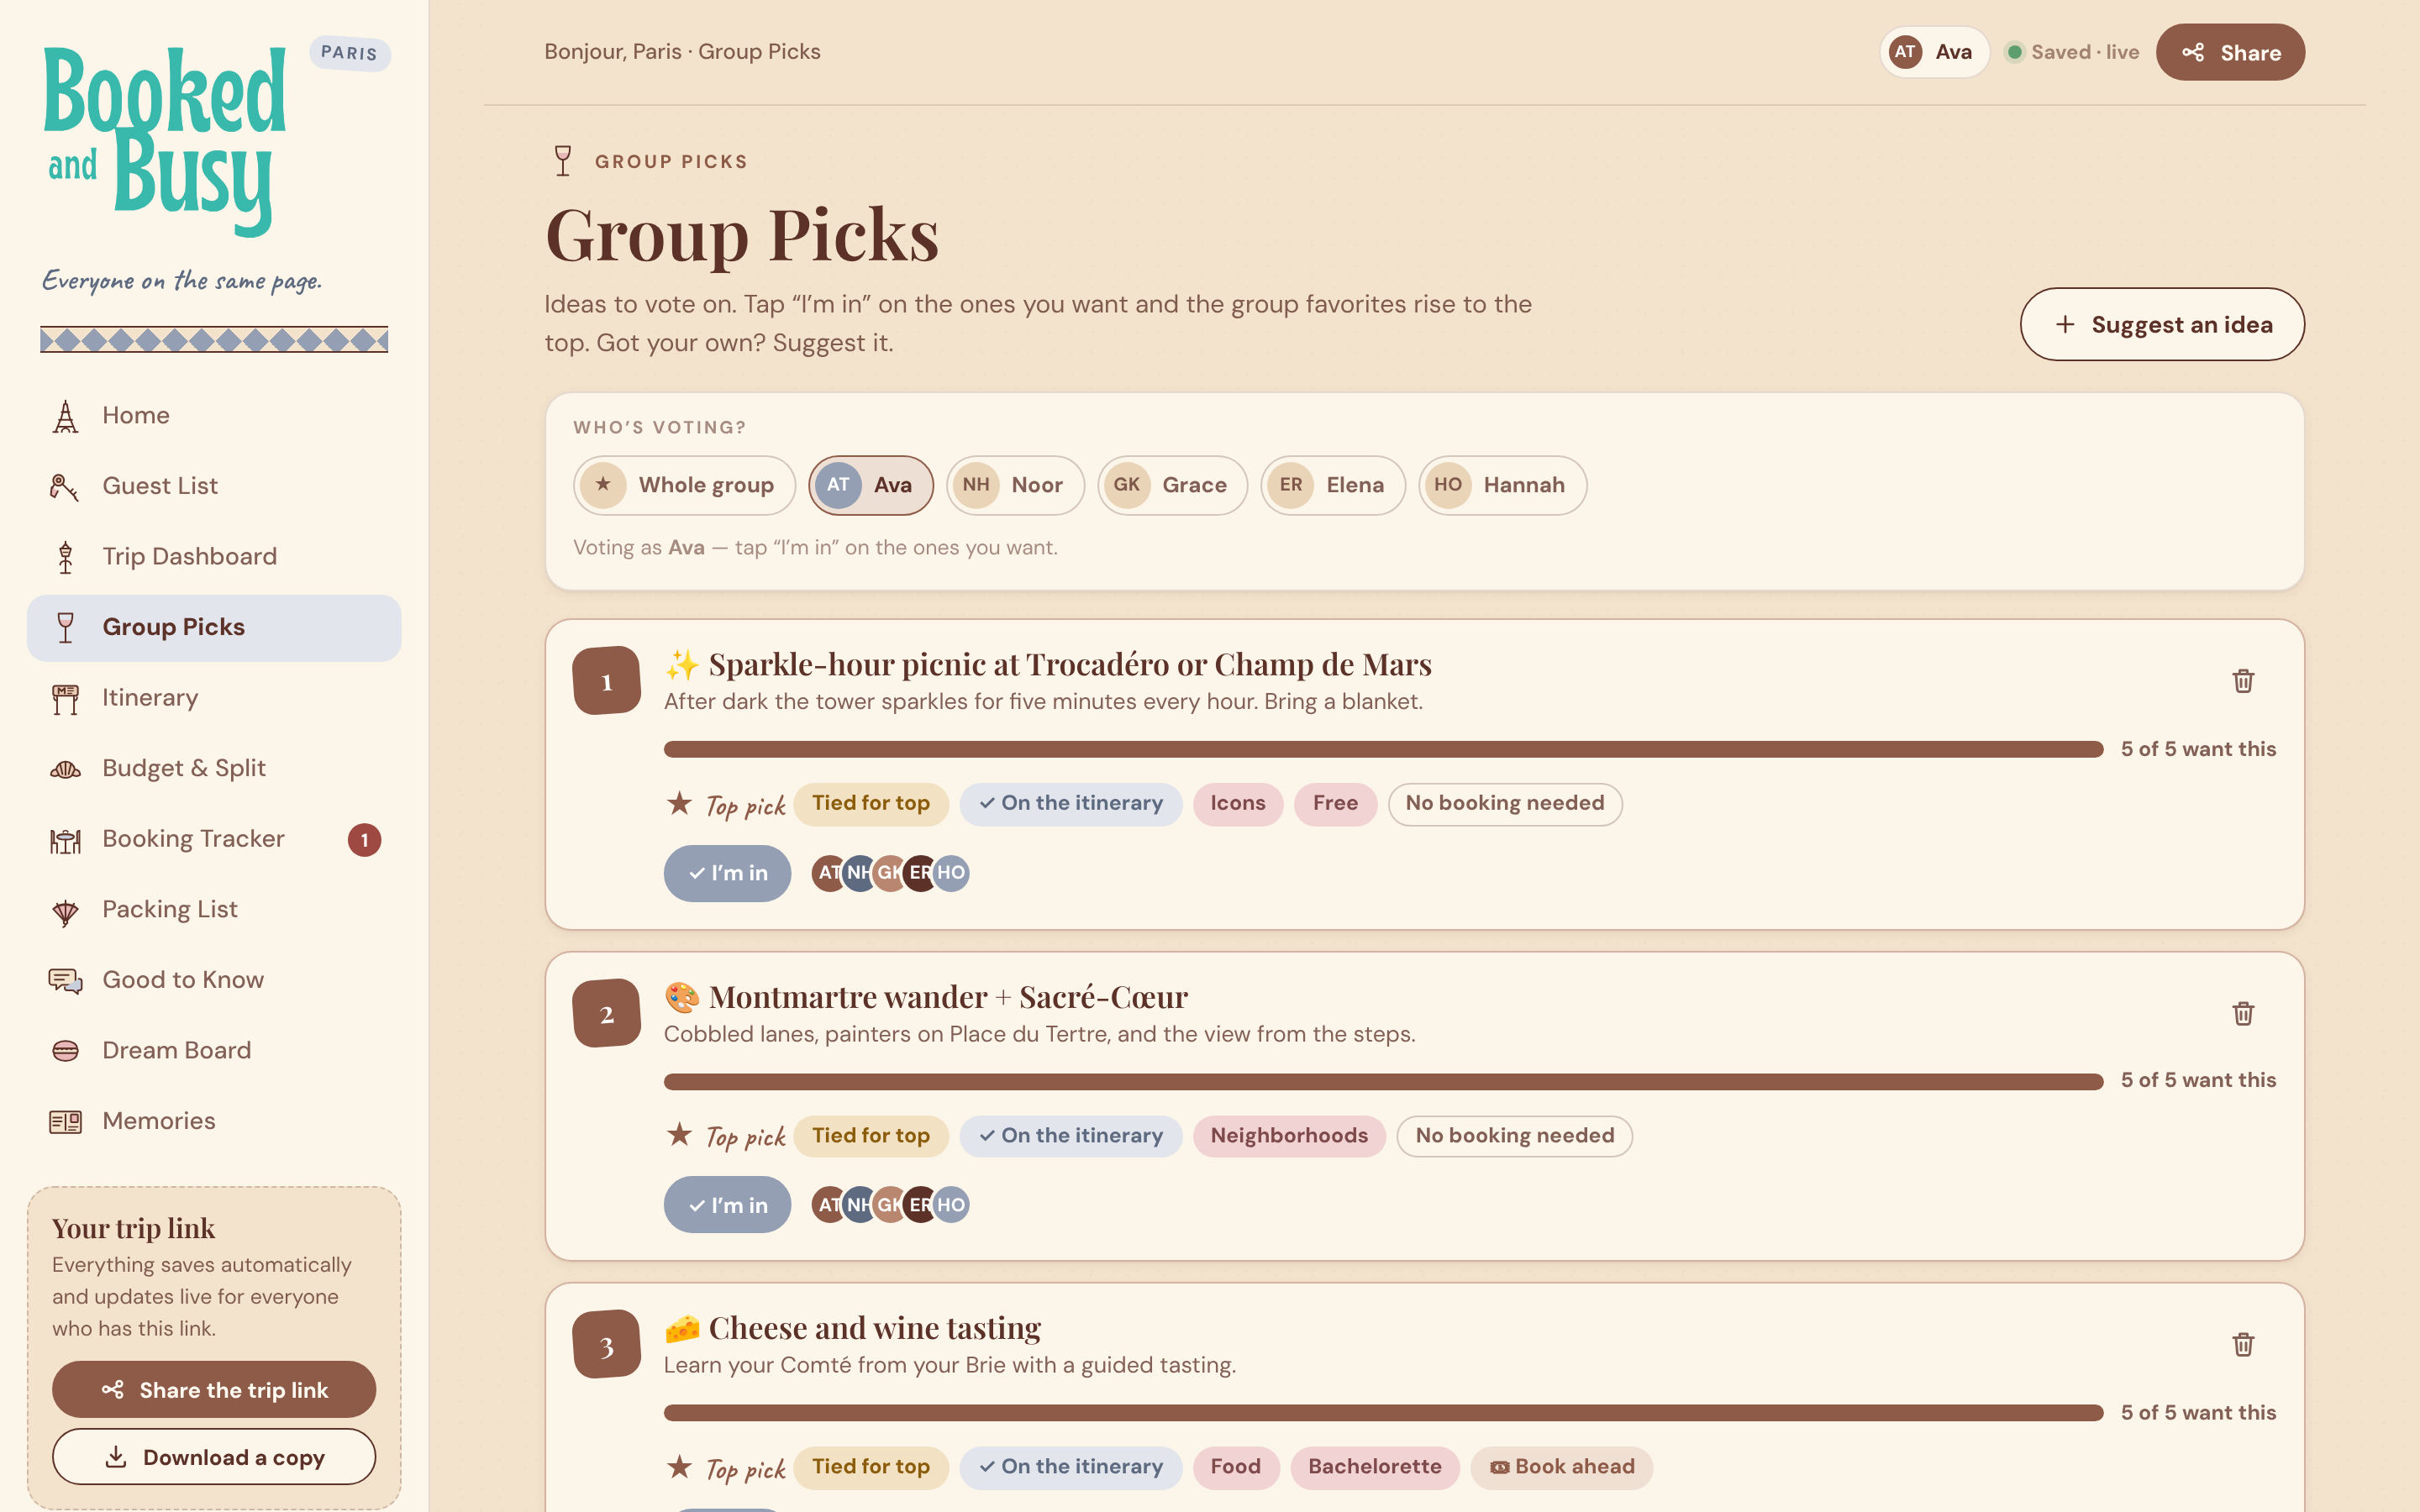 Booked
and Busy
PARIS
Everyone on the same page.
Home
Guest List
Trip Dashboard
Group Picks
Itinerary
Budget & Split
Booking Tracker 1
Packing List
Good to Know
Dream Board
Memories
Your trip link
Everything saves automatically
and updates live for everyone
who has this link.
Share the trip link
Download a copy
Bonjour, Paris · Group Picks
AT Ava
Saved · live
Share
GROUP PICKS
Group Picks
Ideas to vote on. Tap “I’m in” on the ones you want and the group favorites rise to the
top. Got your own? Suggest it.
+ Suggest an idea
WHO’S VOTING?
★ Whole group
AT Ava
NH Noor
GK Grace
ER Elena
HO Hannah
Voting as Ava — tap “I’m in” on the ones you want.
1
✨ Sparkle-hour picnic at Trocadéro or Champ de Mars
After dark the tower sparkles for five minutes every hour. Bring a blanket.
5 of 5 want this
★ Top pick Tied for top ✓ On the itinerary Icons Free No booking needed
✓ I’m in AT NH GK ER HO
2
🎨 Montmartre wander + Sacré-Cœur
Cobbled lanes, painters on Place du Tertre, and the view from the steps.
5 of 5 want this
★ Top pick Tied for top ✓ On the itinerary Neighborhoods No booking needed
✓ I’m in AT NH GK ER HO
3
🧀 Cheese and wine tasting
Learn your Comté from your Brie with a guided tasting.
5 of 5 want this
★ Top pick Tied for top ✓ On the itinerary Food Bachelorette 🎟 Book ahead